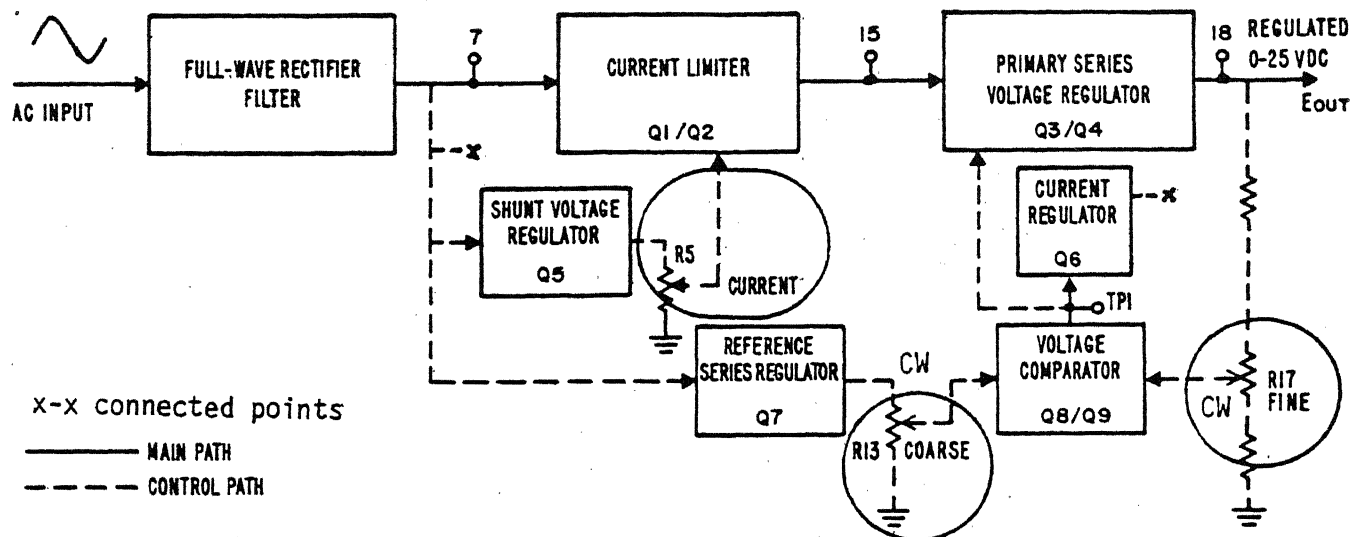 AC INPUT
FULL-WAVE RECTIFIER
FILTER
7
CURRENT LIMITER
Q1/Q2
15
PRIMARY SERIES
VOLTAGE REGULATOR
Q3/Q4
18
REGULATED
0-25 VDC
EOUT
x
SHUNT VOLTAGE
REGULATOR
Q5
R5
CURRENT
CURRENT
REGULATOR
Q6
x
TP1
REFERENCE
SERIES REGULATOR
Q7
CW
R13 COARSE
VOLTAGE
COMPARATOR
Q8/Q9
CW
R17
FINE
x-x connected points
MAIN PATH
CONTROL PATH